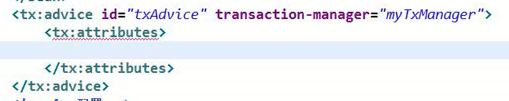 <tx:advice id="txAdvice" transaction-manager="myTxManager">
<tx:attributes>
</tx:attributes>
</tx:advice>